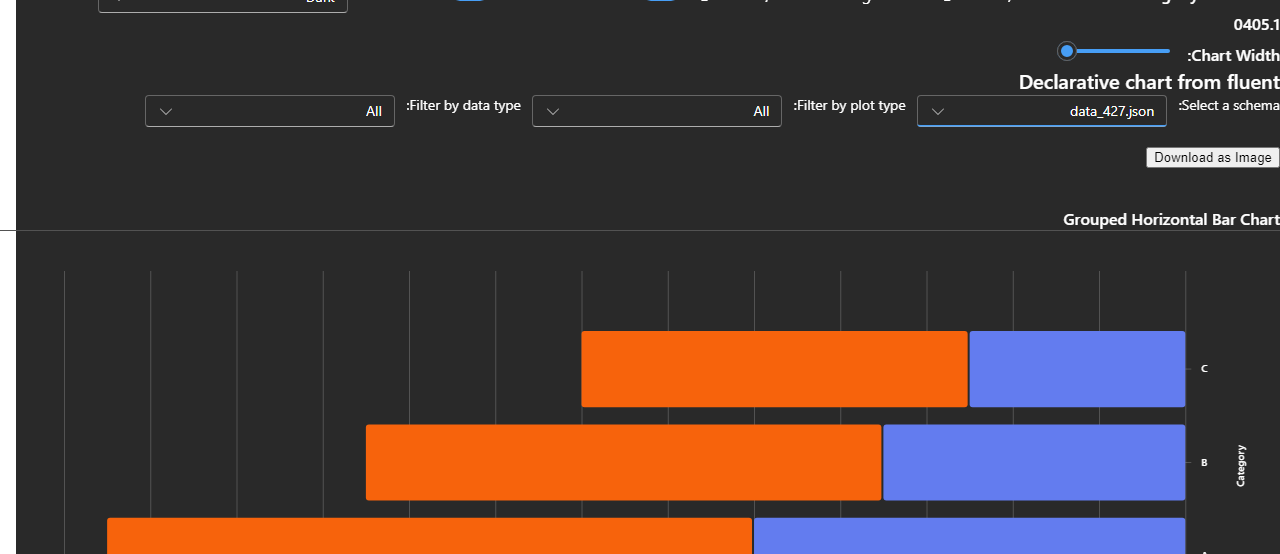 0405.1
:Chart Width
Declarative chart from fluent
:Select a schema
data_427.json
:Filter by plot type
All
:Filter by data type
All
Download as Image
Grouped Horizontal Bar Chart
C
B
Category